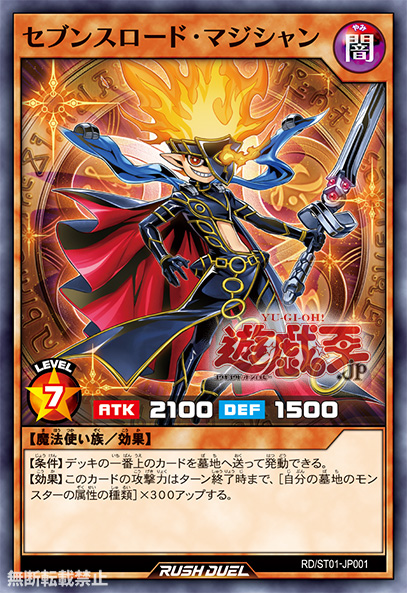 セブンスロード・マジシャン
やみ
闇
YU-GI-OH!
遊戯王.jp
LEVEL
7
ATK 2100 DEF 1500
【魔法使い族／効果】
【条件】デッキの一番上のカードを墓地へ送って発動できる。
【効果】このカードの攻撃力はターン終了時まで、[自分の墓地のモン
スターの属性の種類]×300アップする。
RD/ST01-JP001
無断転載禁止
RUSH DUEL